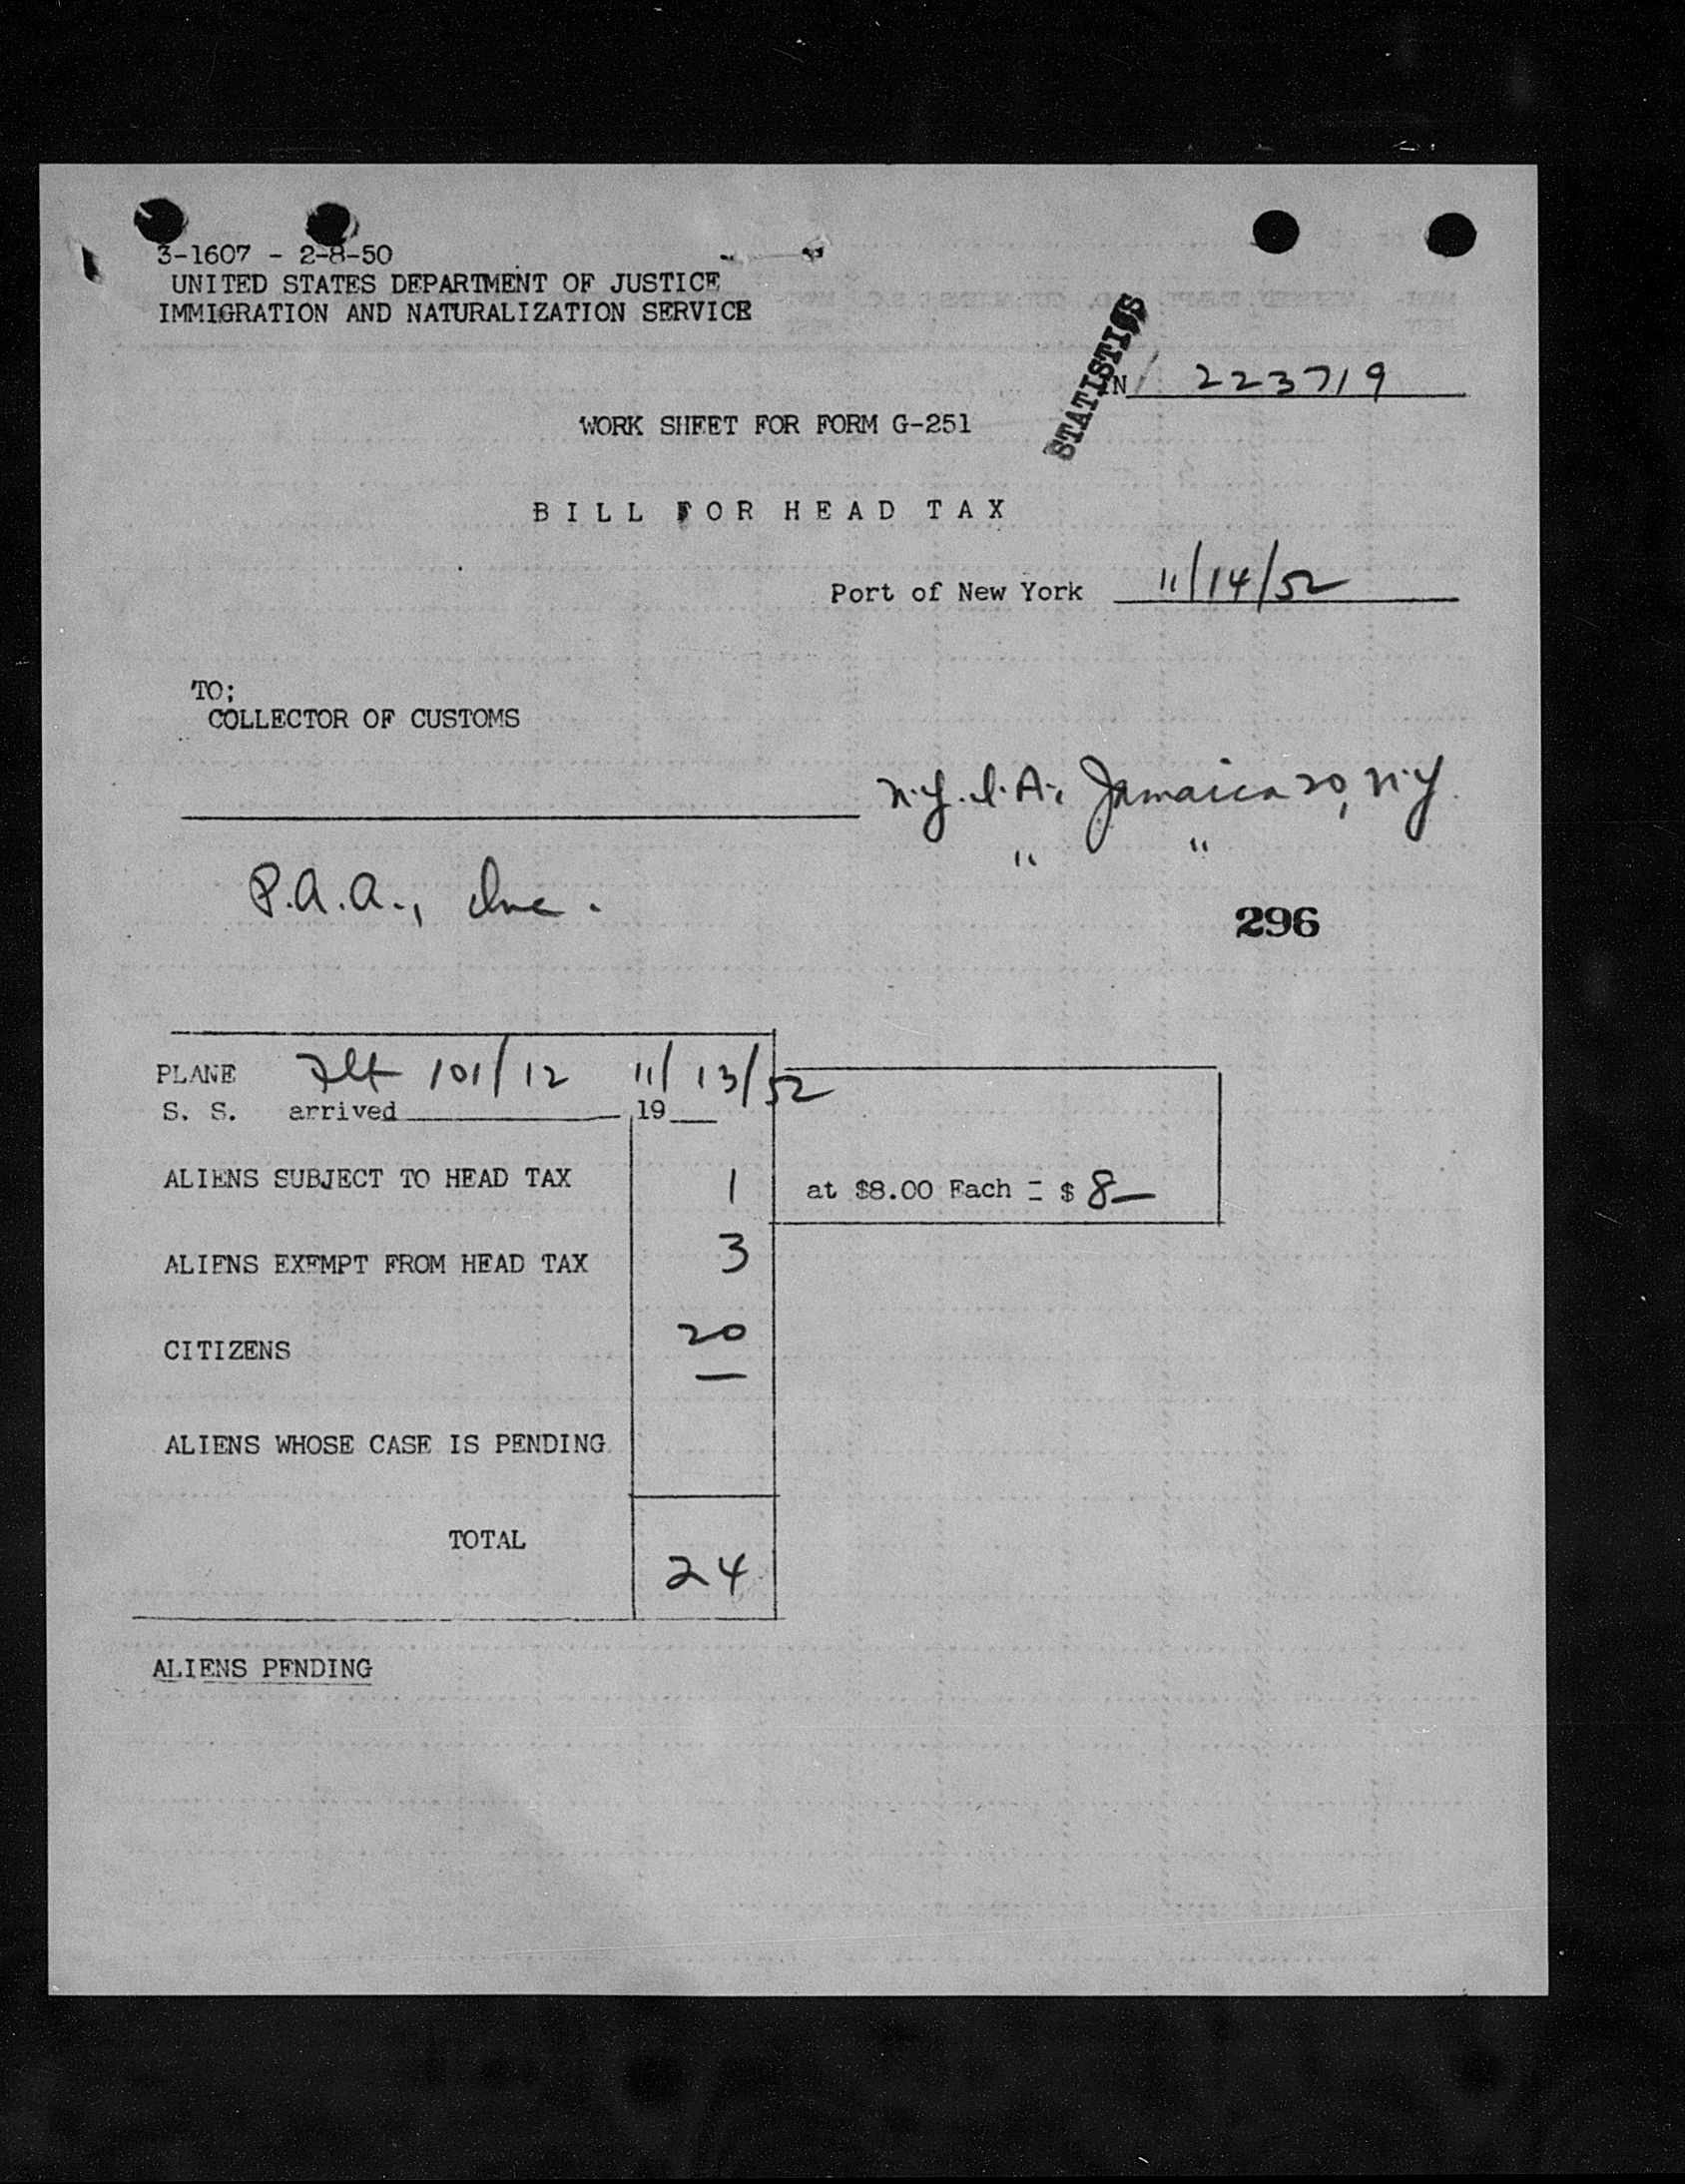 3-1607 - 2-8-50
UNITED STATES DEPARTMENT OF JUSTICE
IMMIGRATION AND NATURALIZATION SERVICE
STATISTICS
IN 223719
WORK SHEET FOR FORM G-251
BILL FOR HEAD TAX
Port of New York 11/14/52
TO;
COLLECTOR OF CUSTOMS
N.Y.I.A., Jamaica 20, N.Y.
" "
P.A.A., Inc.
296
PLANE Flt 101/12 11/13/52
S. S. arrived ,19
ALIENS SUBJECT TO HEAD TAX 1 at $8.00 Each = $ 8—
ALIENS EXEMPT FROM HEAD TAX 3
CITIZENS 20
—
ALIENS WHOSE CASE IS PENDING
TOTAL 24
ALIENS PENDING